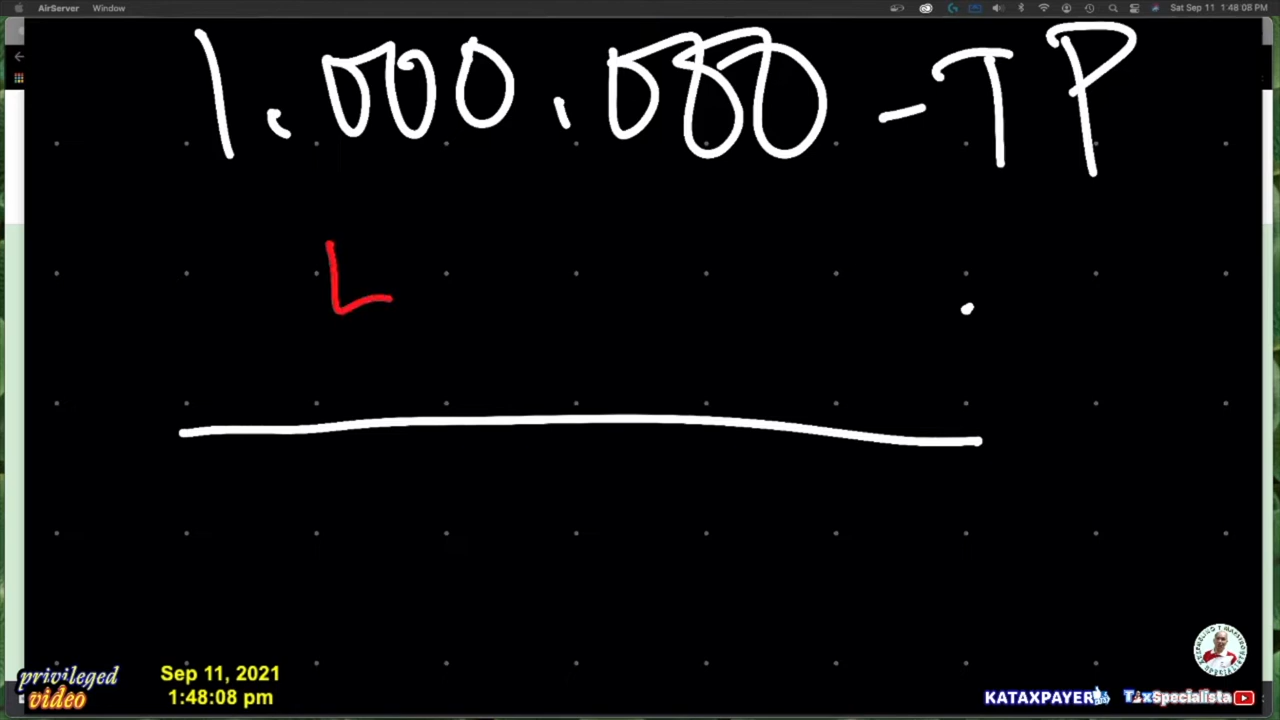 AirServer Window Sat Sep 11 1:48:08 PM
1.000.000 - TP
L
privileged
video
Sep 11, 2021
1:48:08 pm
KATAXPAYER TaxSpecialista